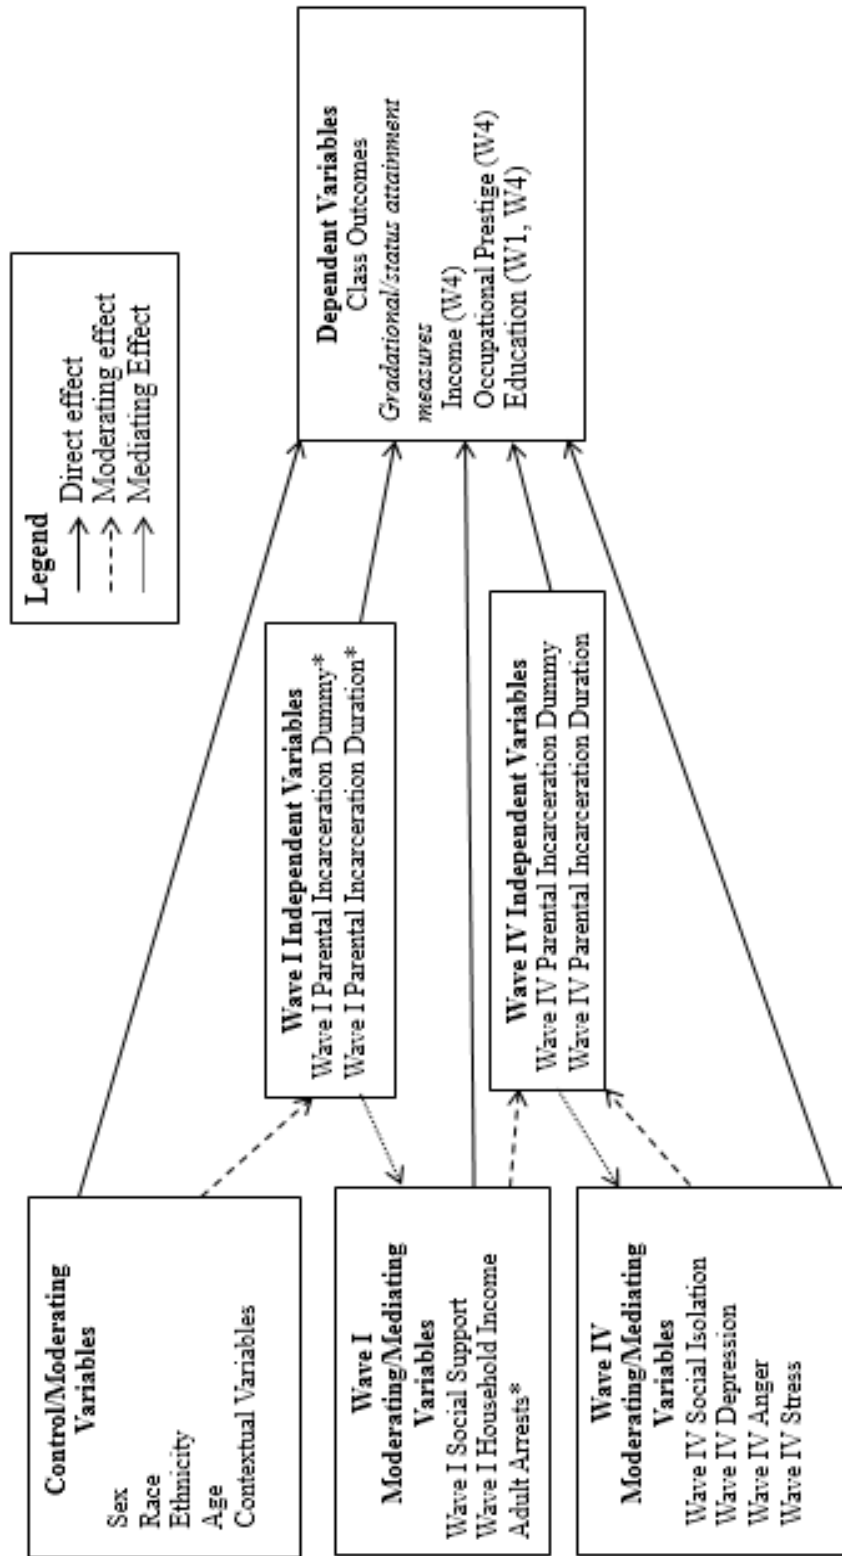 Legend
Direct effect
Moderating effect
Mediating Effect
Control/Moderating
Variables
Sex
Race
Ethnicity
Age
Contextual Variables
Wave I Independent Variables
Wave I Parental Incarceration Dummy*
Wave I Parental Incarceration Duration*
Dependent Variables
Class Outcomes
Gradational/status attainment
measures
Income (W4)
Occupational Prestige (W4)
Education (W1, W4)
Wave I
Moderating/Mediating
Variables
Wave I Social Support
Wave I Household Income
Adult Arrests*
Wave IV Independent Variables
Wave IV Parental Incarceration Dummy
Wave IV Parental Incarceration Duration
Wave IV
Moderating/Mediating
Variables
Wave IV Social Isolation
Wave IV Depression
Wave IV Anger
Wave IV Stress